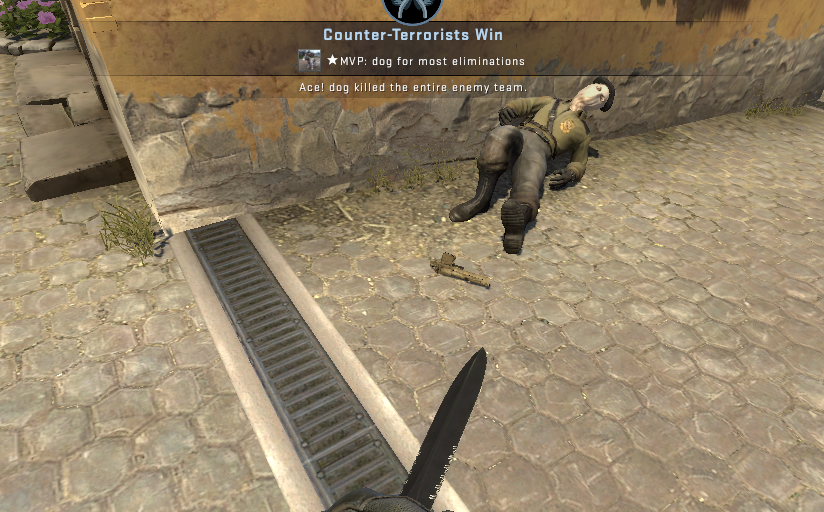 Counter-Terrorists Win
★MVP: dog for most eliminations
Ace! dog killed the entire enemy team.